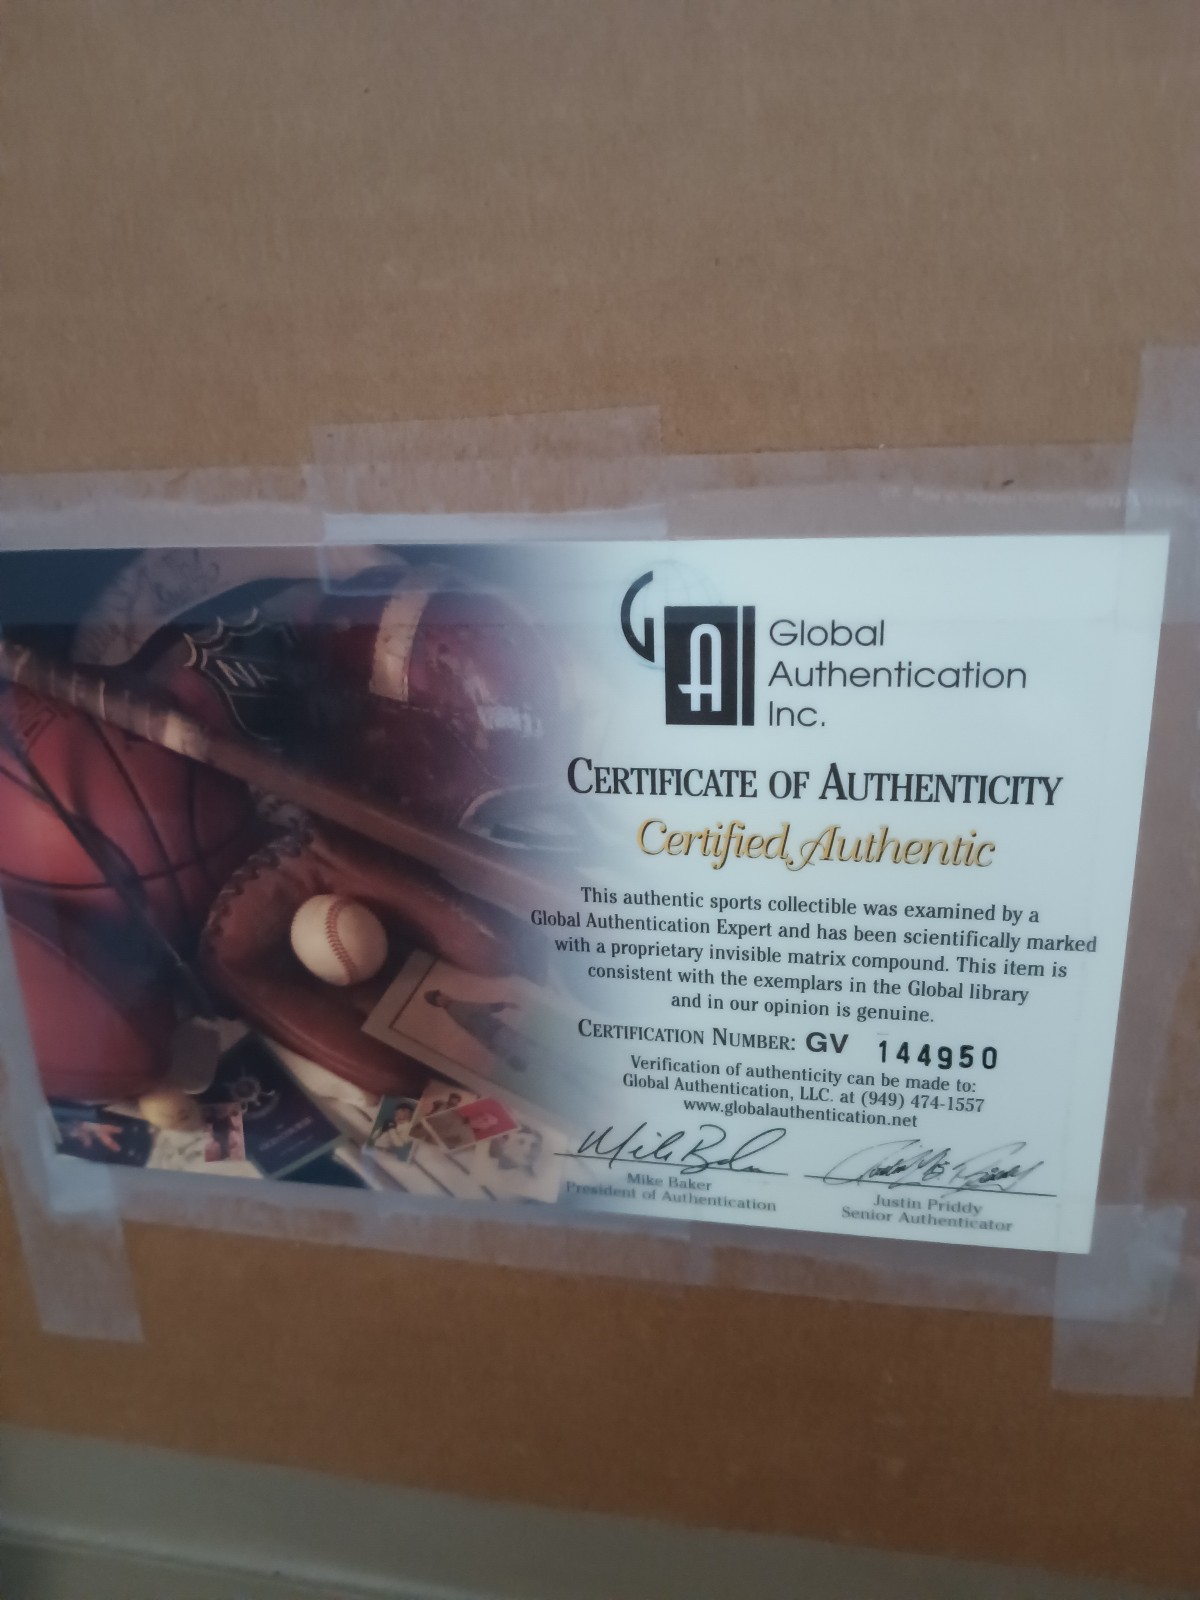 GAI
Global
Authentication
Inc.
CERTIFICATE OF AUTHENTICITY
Certified Authentic
This authentic sports collectible was examined by a
Global Authentication Expert and has been scientifically marked
with a proprietary invisible matrix compound. This item is
consistent with the exemplars in the Global library
and in our opinion is genuine.
CERTIFICATION NUMBER: GV 144950
Verification of authenticity can be made to:
Global Authentication, LLC. at (949) 474-1557
www.globalauthentication.net
Mike Baker
President of Authentication
Justin Priddy
Senior Authenticator